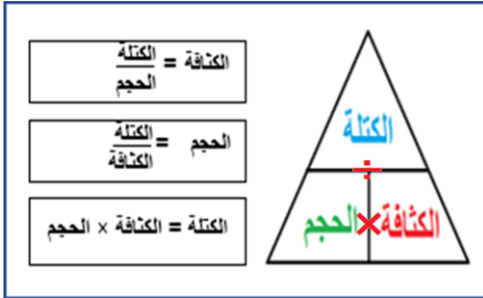 الكثافة = الكتلة
الحجم
الحجم = الكتلة
الكثافة
الكتلة = الكثافة × الحجم
الكتلة
÷
الكثافة × الحجم